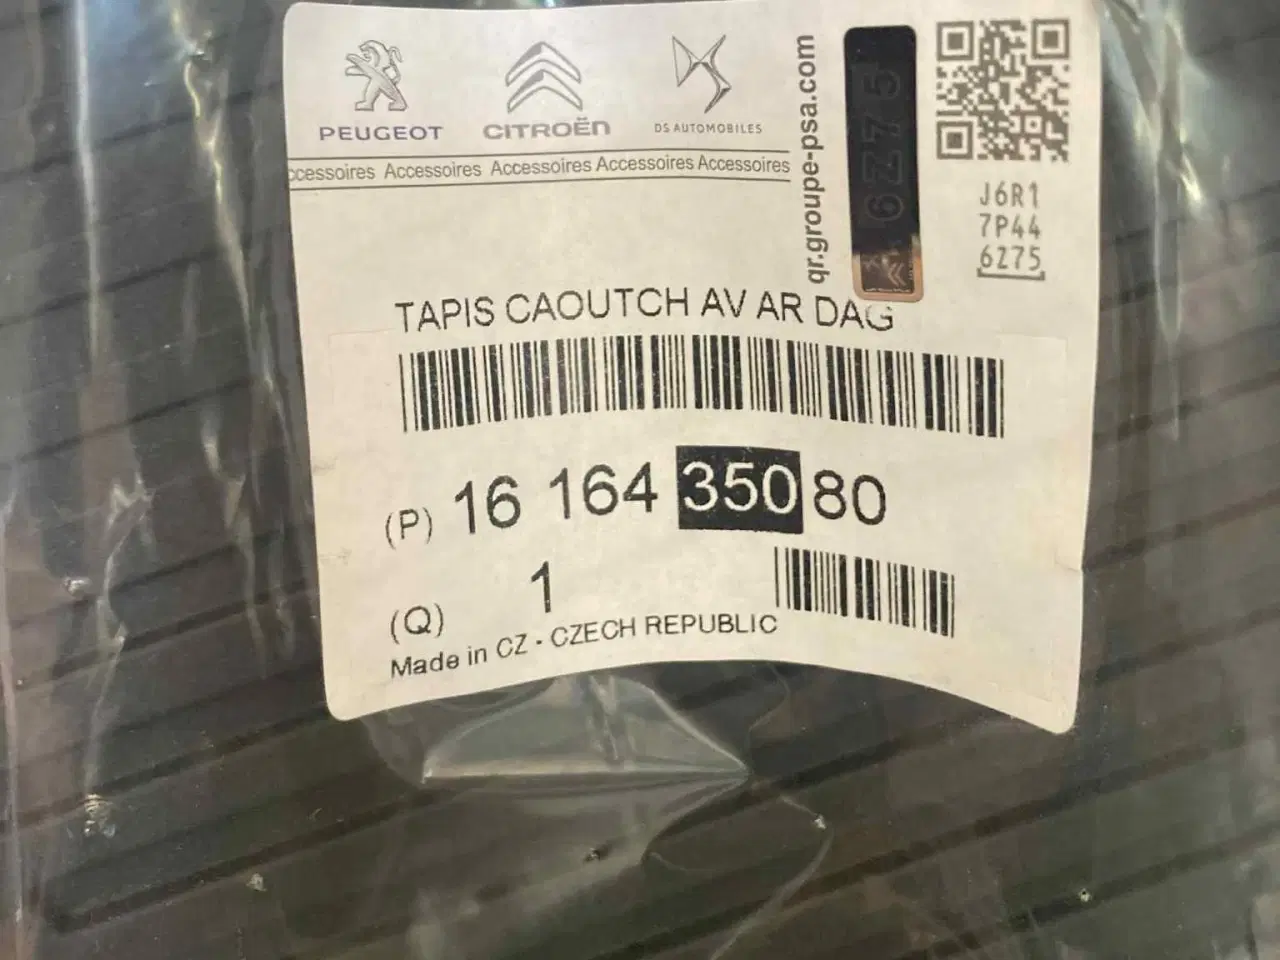 PEUGEOT
CITROËN
DS AUTOMOBILES
ccessoires Accessoires Accessoires Accessoires Accessoires
qr.groupe-psa.com
6Z75
J6R1
7P44
6Z75
TAPIS CAOUTCH AV AR DAG
(P) 16 164 350 80
(Q) 1
Made in CZ - CZECH REPUBLIC